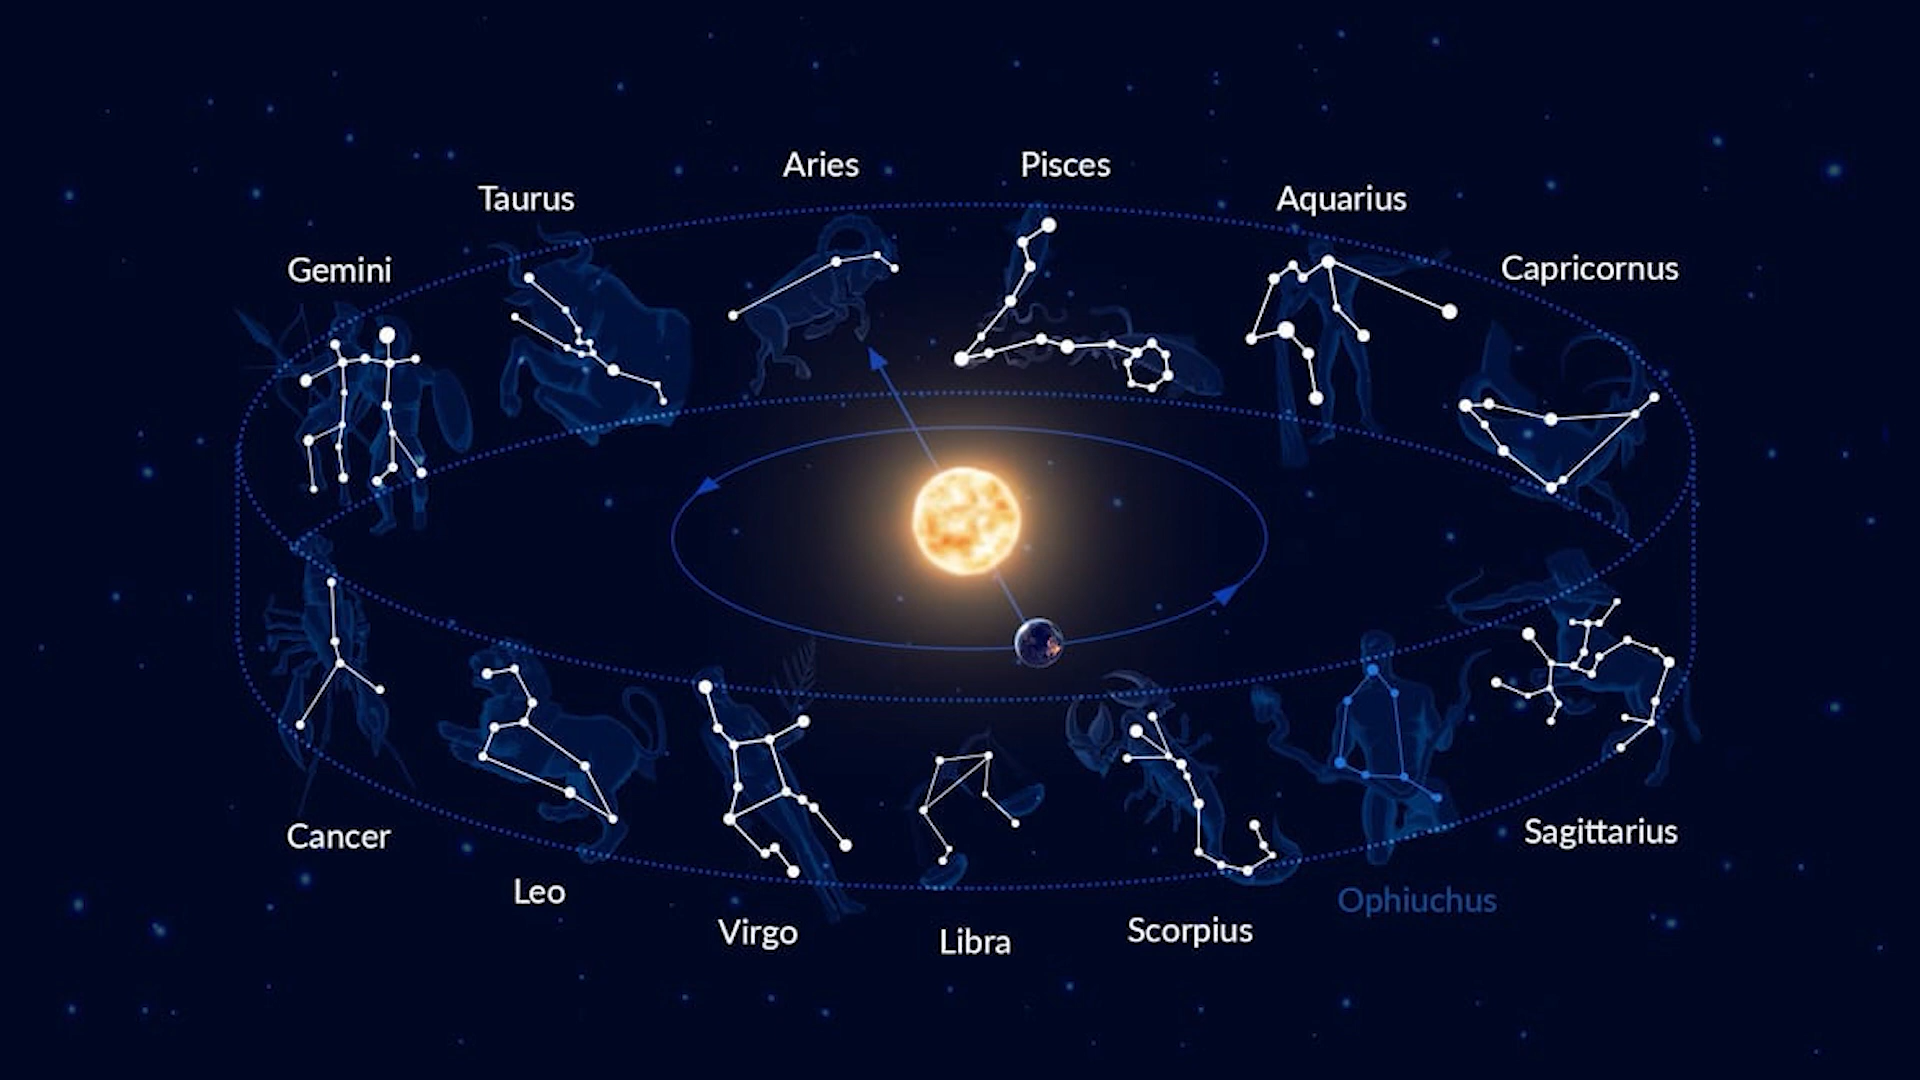 Aries
Pisces
Taurus
Aquarius
Gemini
Capricornus
Cancer
Sagittarius
Leo
Ophiuchus
Virgo
Scorpius
Libra